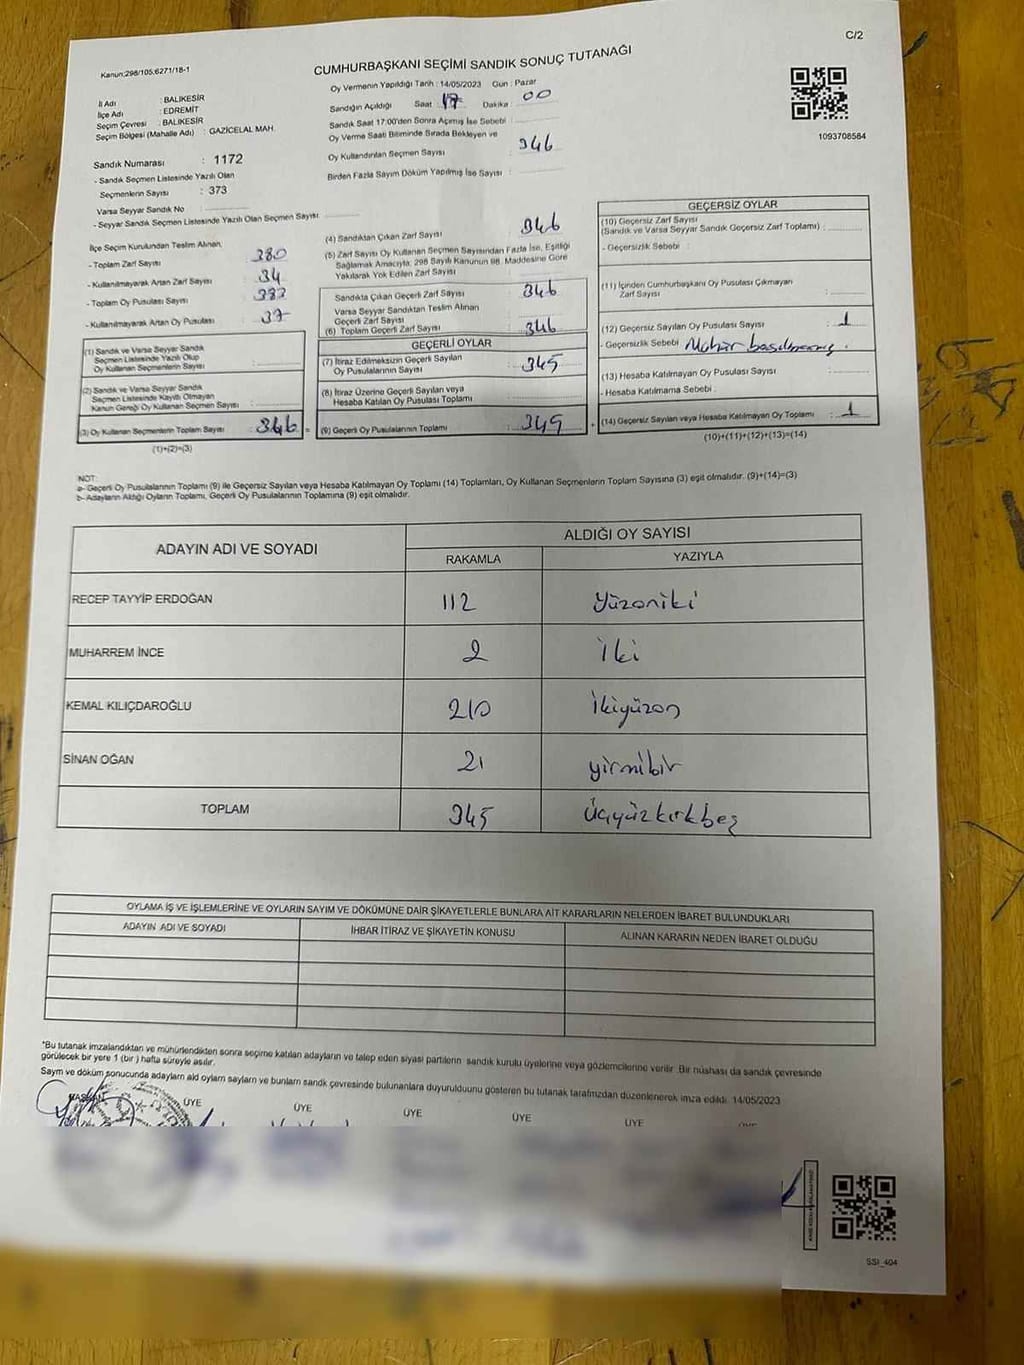 C/2
Kanun:298/105:6271/18-1
CUMHURBAŞKANI SEÇİMİ SANDIK SONUÇ TUTANAĞI
1093708584
İl Adı : BALIKESİR
İlçe Adı : EDREMİT
Seçim Çevresi : BALIKESİR
Seçim Bölgesi (Mahalle Adı) : GAZİCELAL MAH.
Sandık Numarası : 1172
- Sandık Seçmen Listesinde Yazılı Olan
Seçmenlerin Sayısı : 373
Varsa Seyyar Sandık No :
- Seyyar Sandık Seçmen Listesinde Yazılı Olan Seçmen Sayısı:
Oy Vermenin Yapıldığı Tarih : 14/05/2023 Gün : Pazar
Sandığın Açıldığı Saat : 17 Dakika : 00
Sandık Saat 17:00'den Sonra Açımış İse Sebebi :
Oy Verme Saati Bitiminde Sırada Bekleyen ve
Oy Kullandırılan Seçmen Sayısı : 346
Birden Fazla Sayım Döküm Yapılmış İse Sayısı :
İlçe Seçim Kurulundan Teslim Alınan,
- Toplam Zarf Sayısı : 380
- Kullanılmayarak Artan Zarf Sayısı : 34
- Toplam Oy Pusulası Sayısı : 383
- Kullanılmayarak Artan Oy Pusulası : 37
(1) Sandık ve Varsa Seyyar Sandık
Seçmen Listesinde Yazılı Olup
Oy Kullanan Seçmenlerin Sayısı :
(2) Sandık ve Varsa Seyyar Sandık
Seçmen Listesinde Kayıtlı Olmayan
Kanun Gereği Oy Kullanan Seçmen Sayısı :
(3) Oy Kullanan Seçmenlerin Toplam Sayısı : 346 =
(1)+(2)=(3)
(4) Sandıktan Çıkan Zarf Sayısı : 346
(5) Zarf Sayısı Oy Kullanan Seçmen Sayısından Fazla İse, Eşitliği
Sağlamak Amacıyla; 298 Sayılı Kanunun 98. Maddesine Göre
Yakılarak Yok Edilen Zarf Sayısı :
Sandıkta Çıkan Geçerli Zarf Sayısı : 346
Varsa Seyyar Sandıktan Teslim Alınan
Geçerli Zarf Sayısı :
(6) Toplam Geçerli Zarf Sayısı : 346
GEÇERLİ OYLAR
(7) İtiraz Edilmeksizin Geçerli Sayılan
Oy Pusulalarının Sayısı : 345
(8) İtiraz Üzerine Geçerli Sayılan veya
Hesaba Katılan Oy Pusulası Toplamı :
(9) Geçerli Oy Pusulalarının Toplamı : 345 +
GEÇERSİZ OYLAR
(10) Geçersiz Zarf Sayısı
(Sandık ve Varsa Seyyar Sandık Geçersiz Zarf Toplamı) :
- Geçersizlik Sebebi :
(11) İçinden Cumhurbaşkanı Oy Pusulası Çıkmayan
Zarf Sayısı :
(12) Geçersiz Sayılan Oy Pusulası Sayısı : 1
- Geçersizlik Sebebi : Mühür basılmamış.
(13) Hesaba Katılmayan Oy Pusulası Sayısı :
- Hesaba Katılmama Sebebi :
(14) Geçersiz Sayılan veya Hesaba Katılmayan Oy Toplamı : 1
(10)+(11)+(12)+(13)=(14)
NOT:
a- Geçerli Oy Pusulalarının Toplamı (9) ile Geçersiz Sayılan veya Hesaba Katılmayan Oy Toplamı (14) Toplamları, Oy Kullanan Seçmenlerin Toplam Sayısına (3) eşit olmalıdır. (9)+(14)=(3)
b- Adayların Aldığı Oyların Toplamı, Geçerli Oy Pusulalarının Toplamına (9) eşit olmalıdır.
ADAYIN ADI VE SOYADI ALDIĞI OY SAYISI
RAKAMLA YAZIYLA
RECEP TAYYİP ERDOĞAN 112 Yüzoniki
MUHARREM İNCE 2 İki
KEMAL KILIÇDAROĞLU 210 İkiyüzon
SİNAN OĞAN 21 yirmibir
TOPLAM 345 Üçyüzkırkbeş
OYLAMA İŞ VE İŞLEMLERİNE VE OYLARIN SAYIM VE DÖKÜMÜNE DAİR ŞİKAYETLERLE BUNLARA AİT KARARLARIN NELERDEN İBARET BULUNDUKLARI
ADAYIN ADI VE SOYADI İHBAR İTİRAZ VE ŞİKAYETİN KONUSU ALINAN KARARIN NEDEN İBARET OLDUĞU
*Bu tutanak imzalandıktan ve mühürlendikten sonra seçime katılan adayların ve talep eden siyasi partilerin sandık kurulu üyelerine veya gözlemcilerine verilir. Bir nüshası da sandık çevresinde
görülecek bir yere 1 (bir) hafta süreyle asılır.
Sayım ve döküm sonucunda adayların aldı oyların sayıları ve bunların sandık çevresinde bulunanlara duyurulduunu gösteren bu tutanak tarafımızdan düzenlenerek imza edildi. 14/05/2023
BAŞKAN ÜYE ÜYE ÜYE ÜYE ÜYE
SSI_404